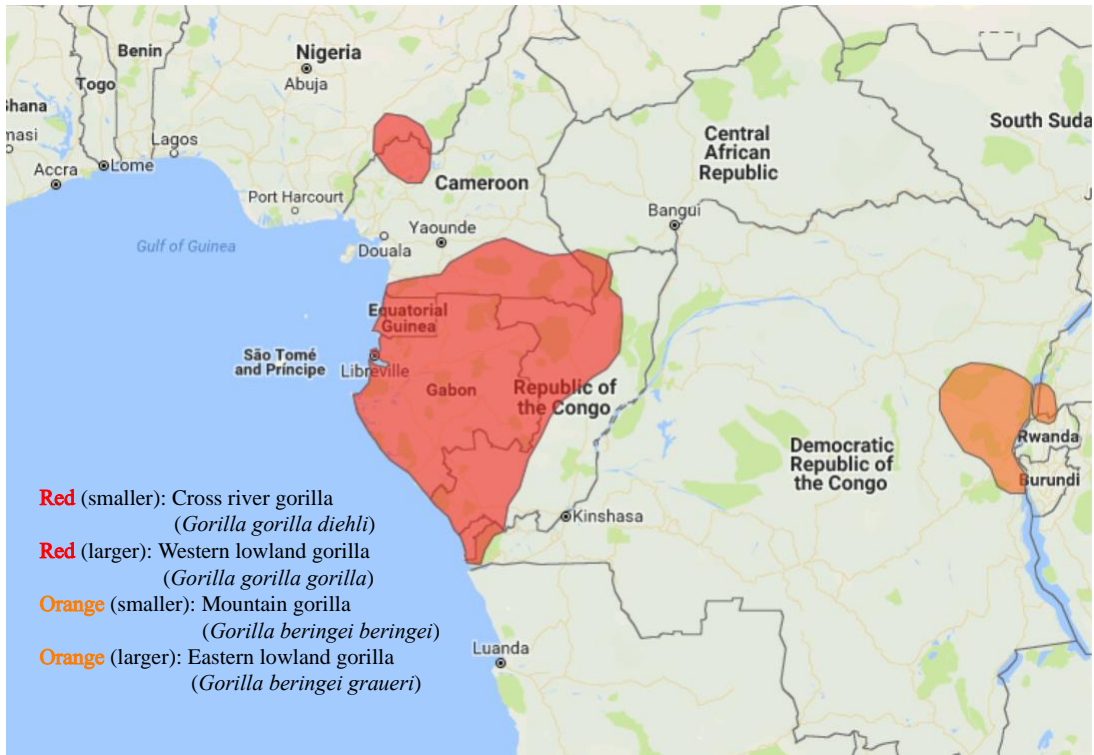 Nigeria
Benin
Abuja
Togo
Ghana
masi
Lagos
Accra
Lome
Port Harcourt
Cameroon
Central
African
Republic
South Suda
Bangui
Yaounde
Douala
Gulf of Guinea
Equatorial
Guinea
São Tomé
and Príncipe
Libreville
Gabon
Republic of
the Congo
Democratic
Republic of
the Congo
Rwanda
Burundi
Kinshasa
Luanda
Red (smaller): Cross river gorilla
(Gorilla gorilla diehli)
Red (larger): Western lowland gorilla
(Gorilla gorilla gorilla)
Orange (smaller): Mountain gorilla
(Gorilla beringei beringei)
Orange (larger): Eastern lowland gorilla
(Gorilla beringei graueri)